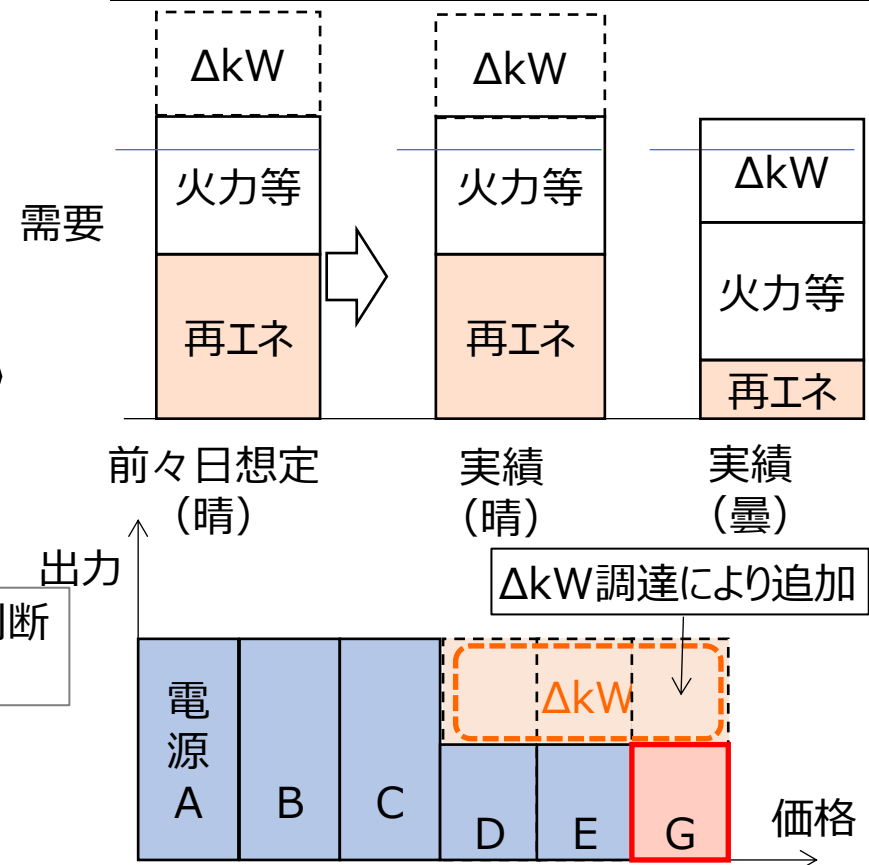 ΔkW
ΔkW
火力等
火力等
ΔkW
需要
火力等
再エネ
再エネ
再エネ
前々日想定
（晴）
実績
（晴）
実績
（曇）
出力
ΔkW調達により追加
断
ΔkW
電
源
A
B
C
D
E
G
価格